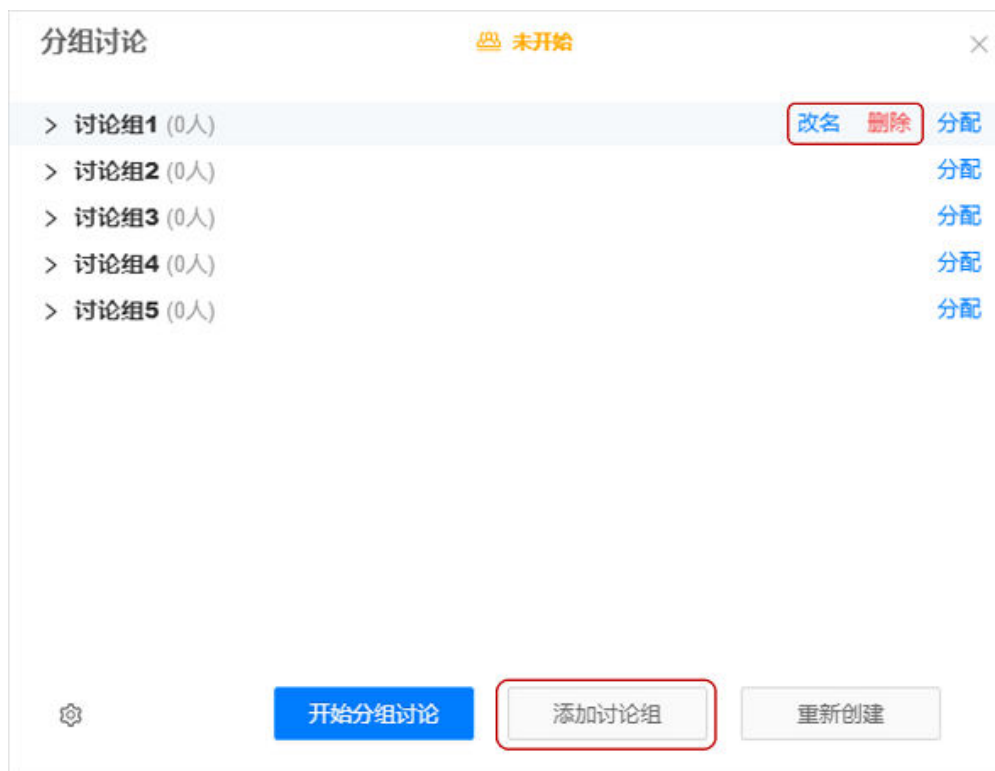 分组讨论 未开始
讨论组1 (0人) 改名 删除 分配
讨论组2 (0人) 分配
讨论组3 (0人) 分配
讨论组4 (0人) 分配
讨论组5 (0人) 分配
开始分组讨论 添加讨论组 重新创建